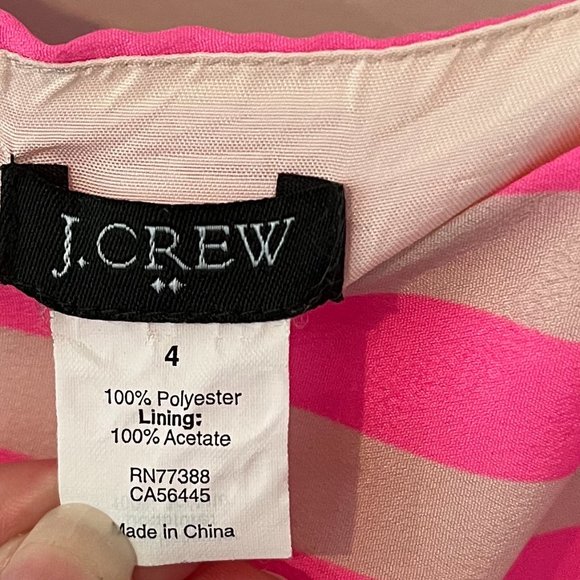 J.CREW
4
100% Polyester
Lining:
100% Acetate
RN77388
CA56445
Made in China